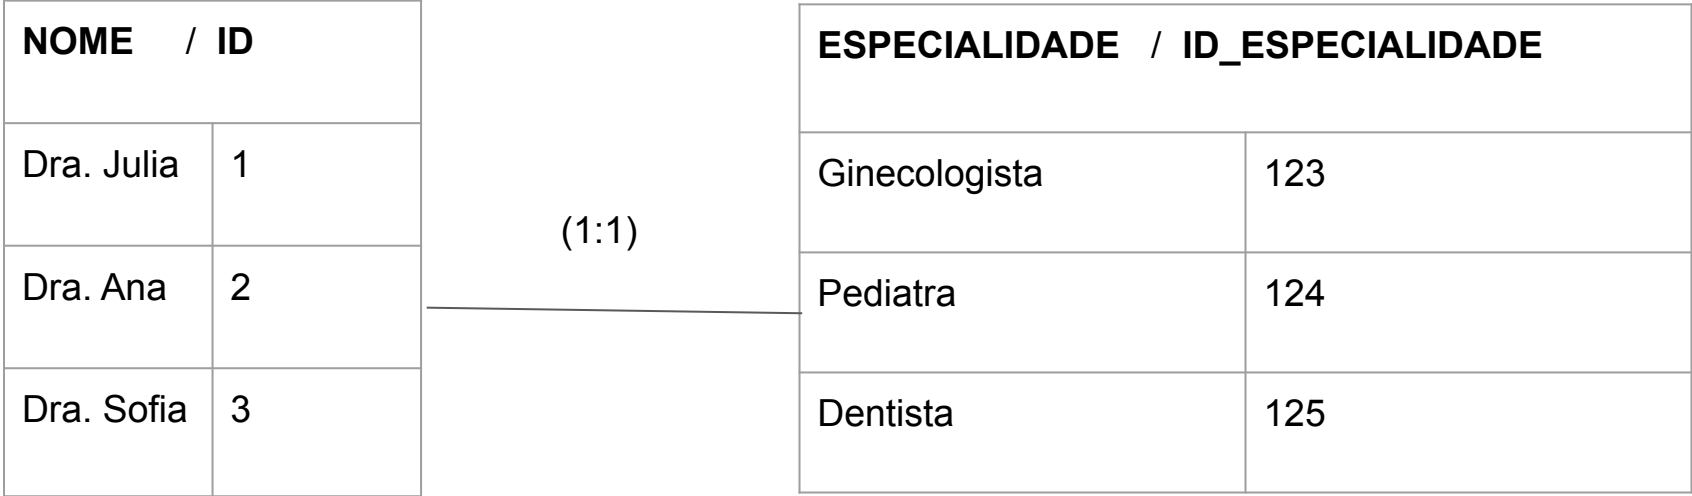 NOME / ID
Dra. Julia 1
Dra. Ana 2
Dra. Sofia 3
(1:1)
ESPECIALIDADE / ID_ESPECIALIDADE
Ginecologista 123
Pediatra 124
Dentista 125